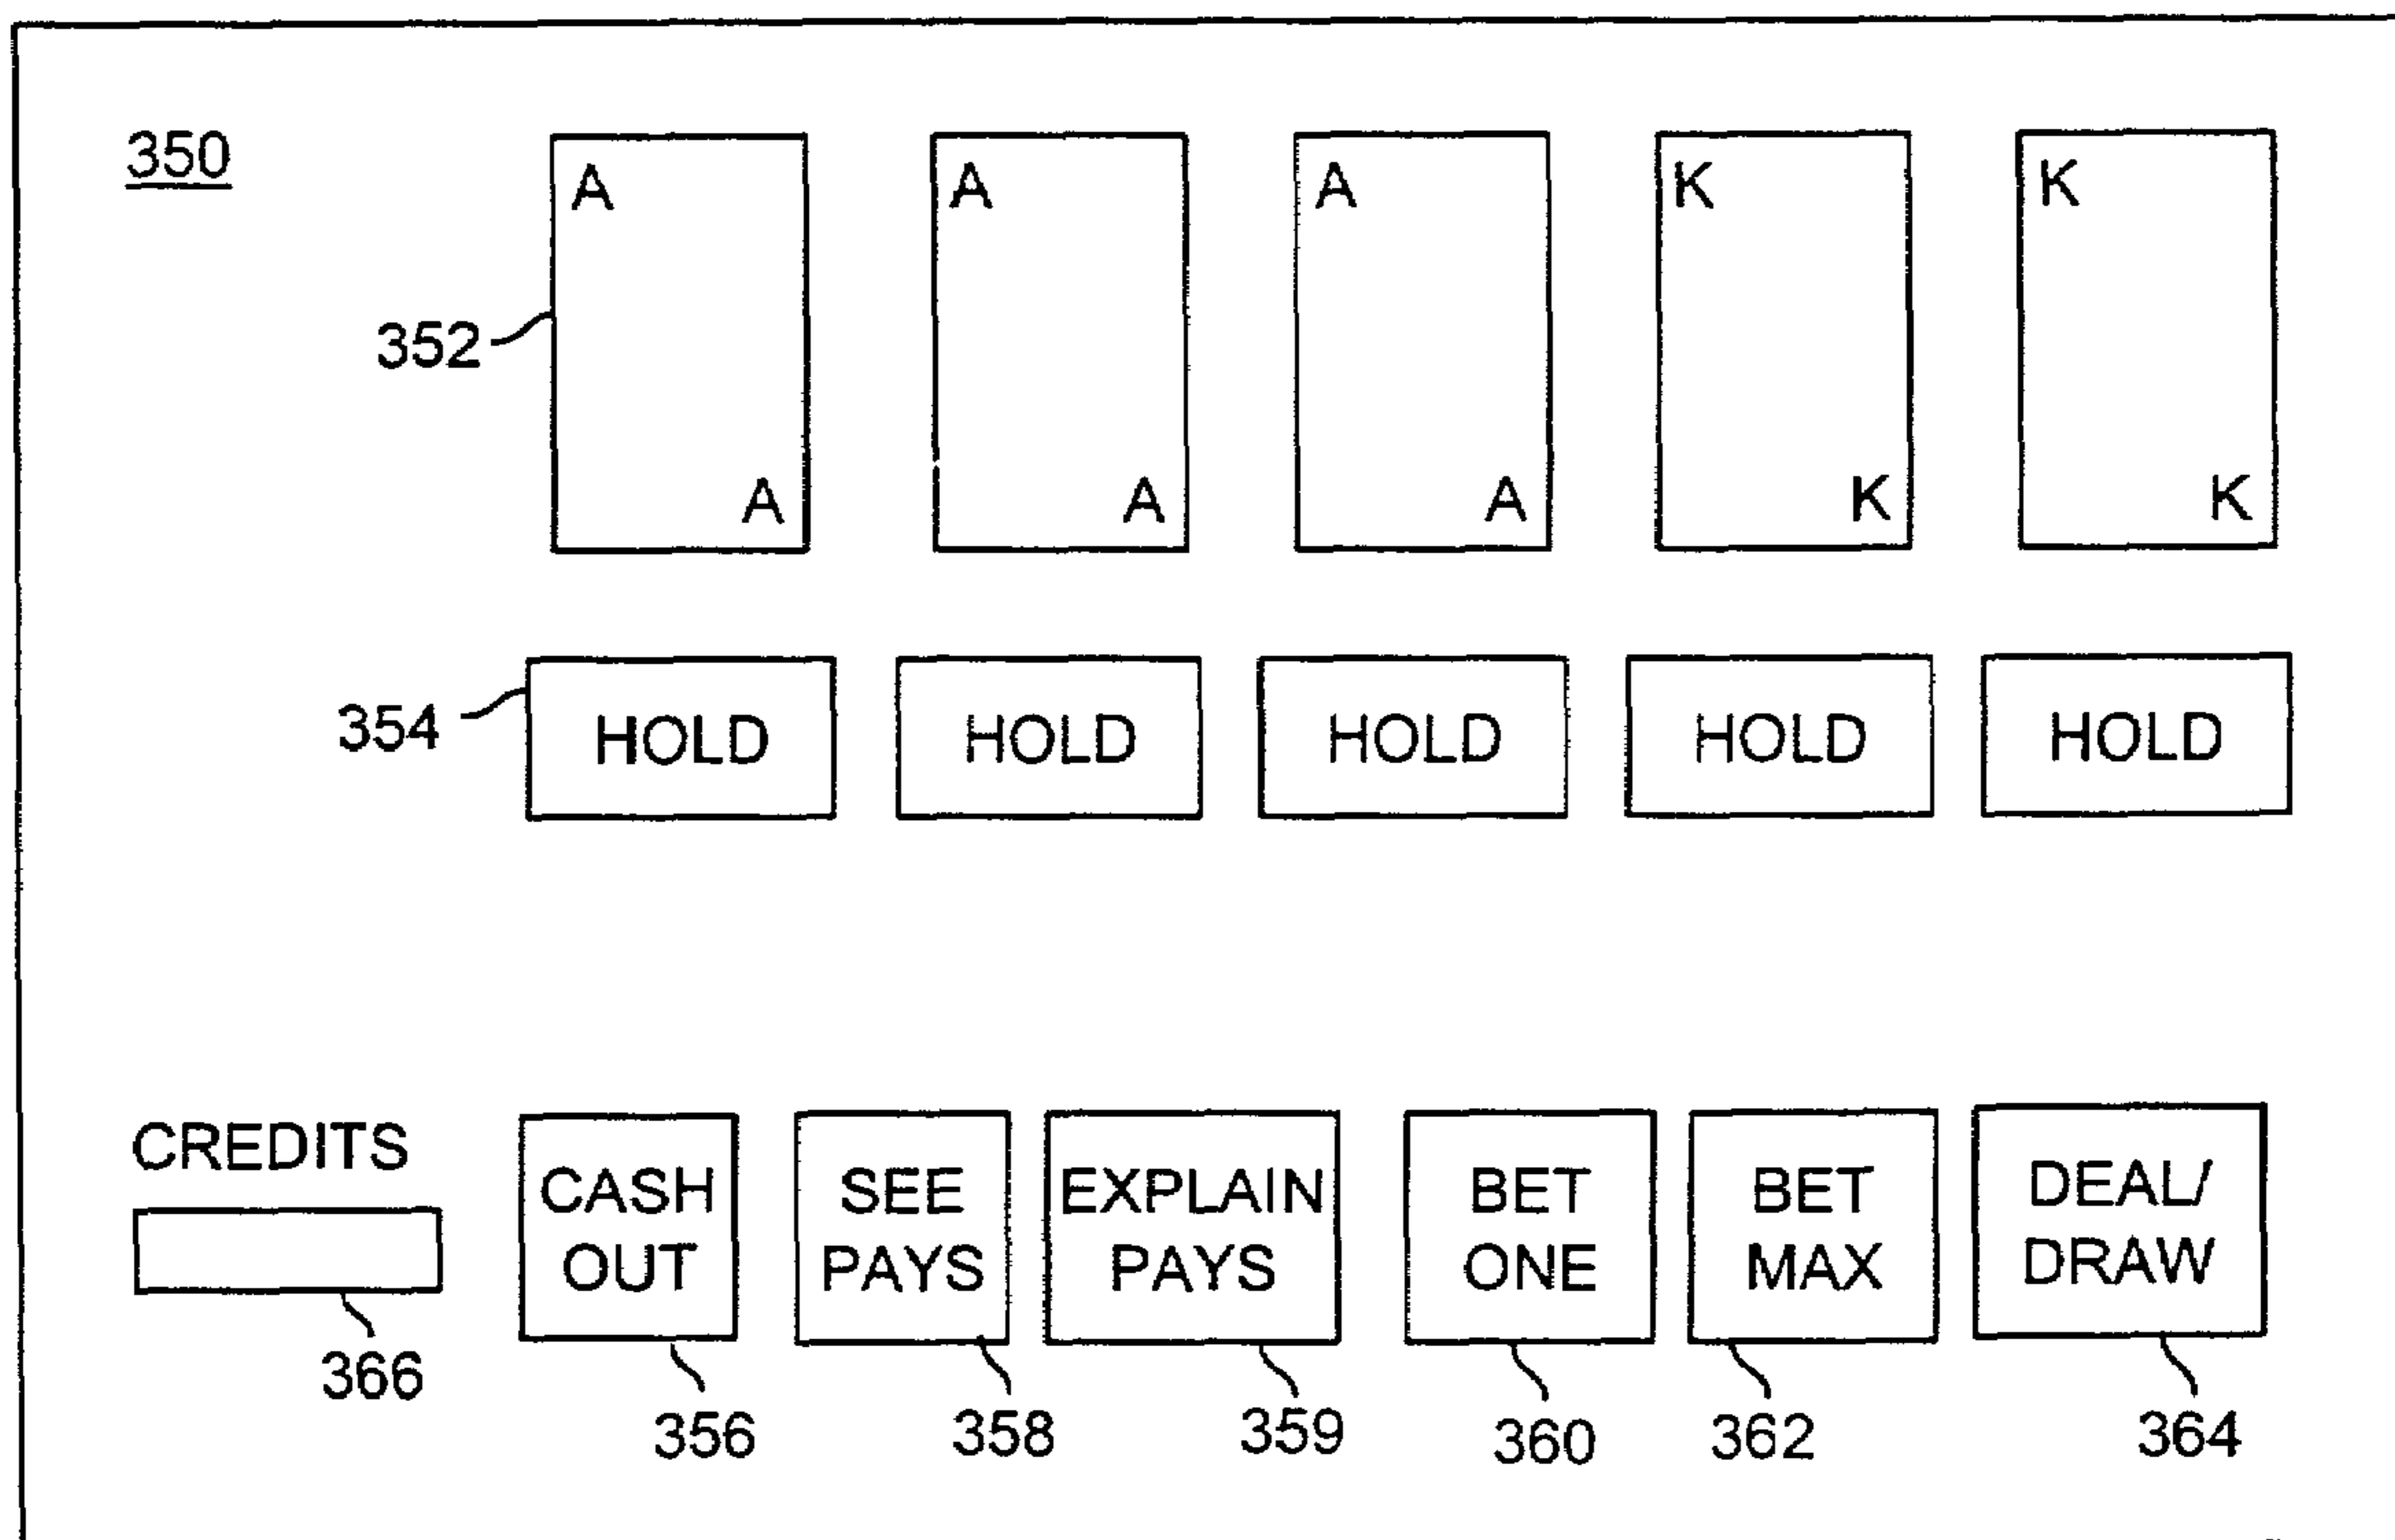 350
A A A K K
352
A A A K K
354
HOLD HOLD HOLD HOLD HOLD
CREDITS
CASH OUT
SEE PAYS
EXPLAIN PAYS
BET ONE
BET MAX
DEAL/ DRAW
366
356 358 359 360 362 364